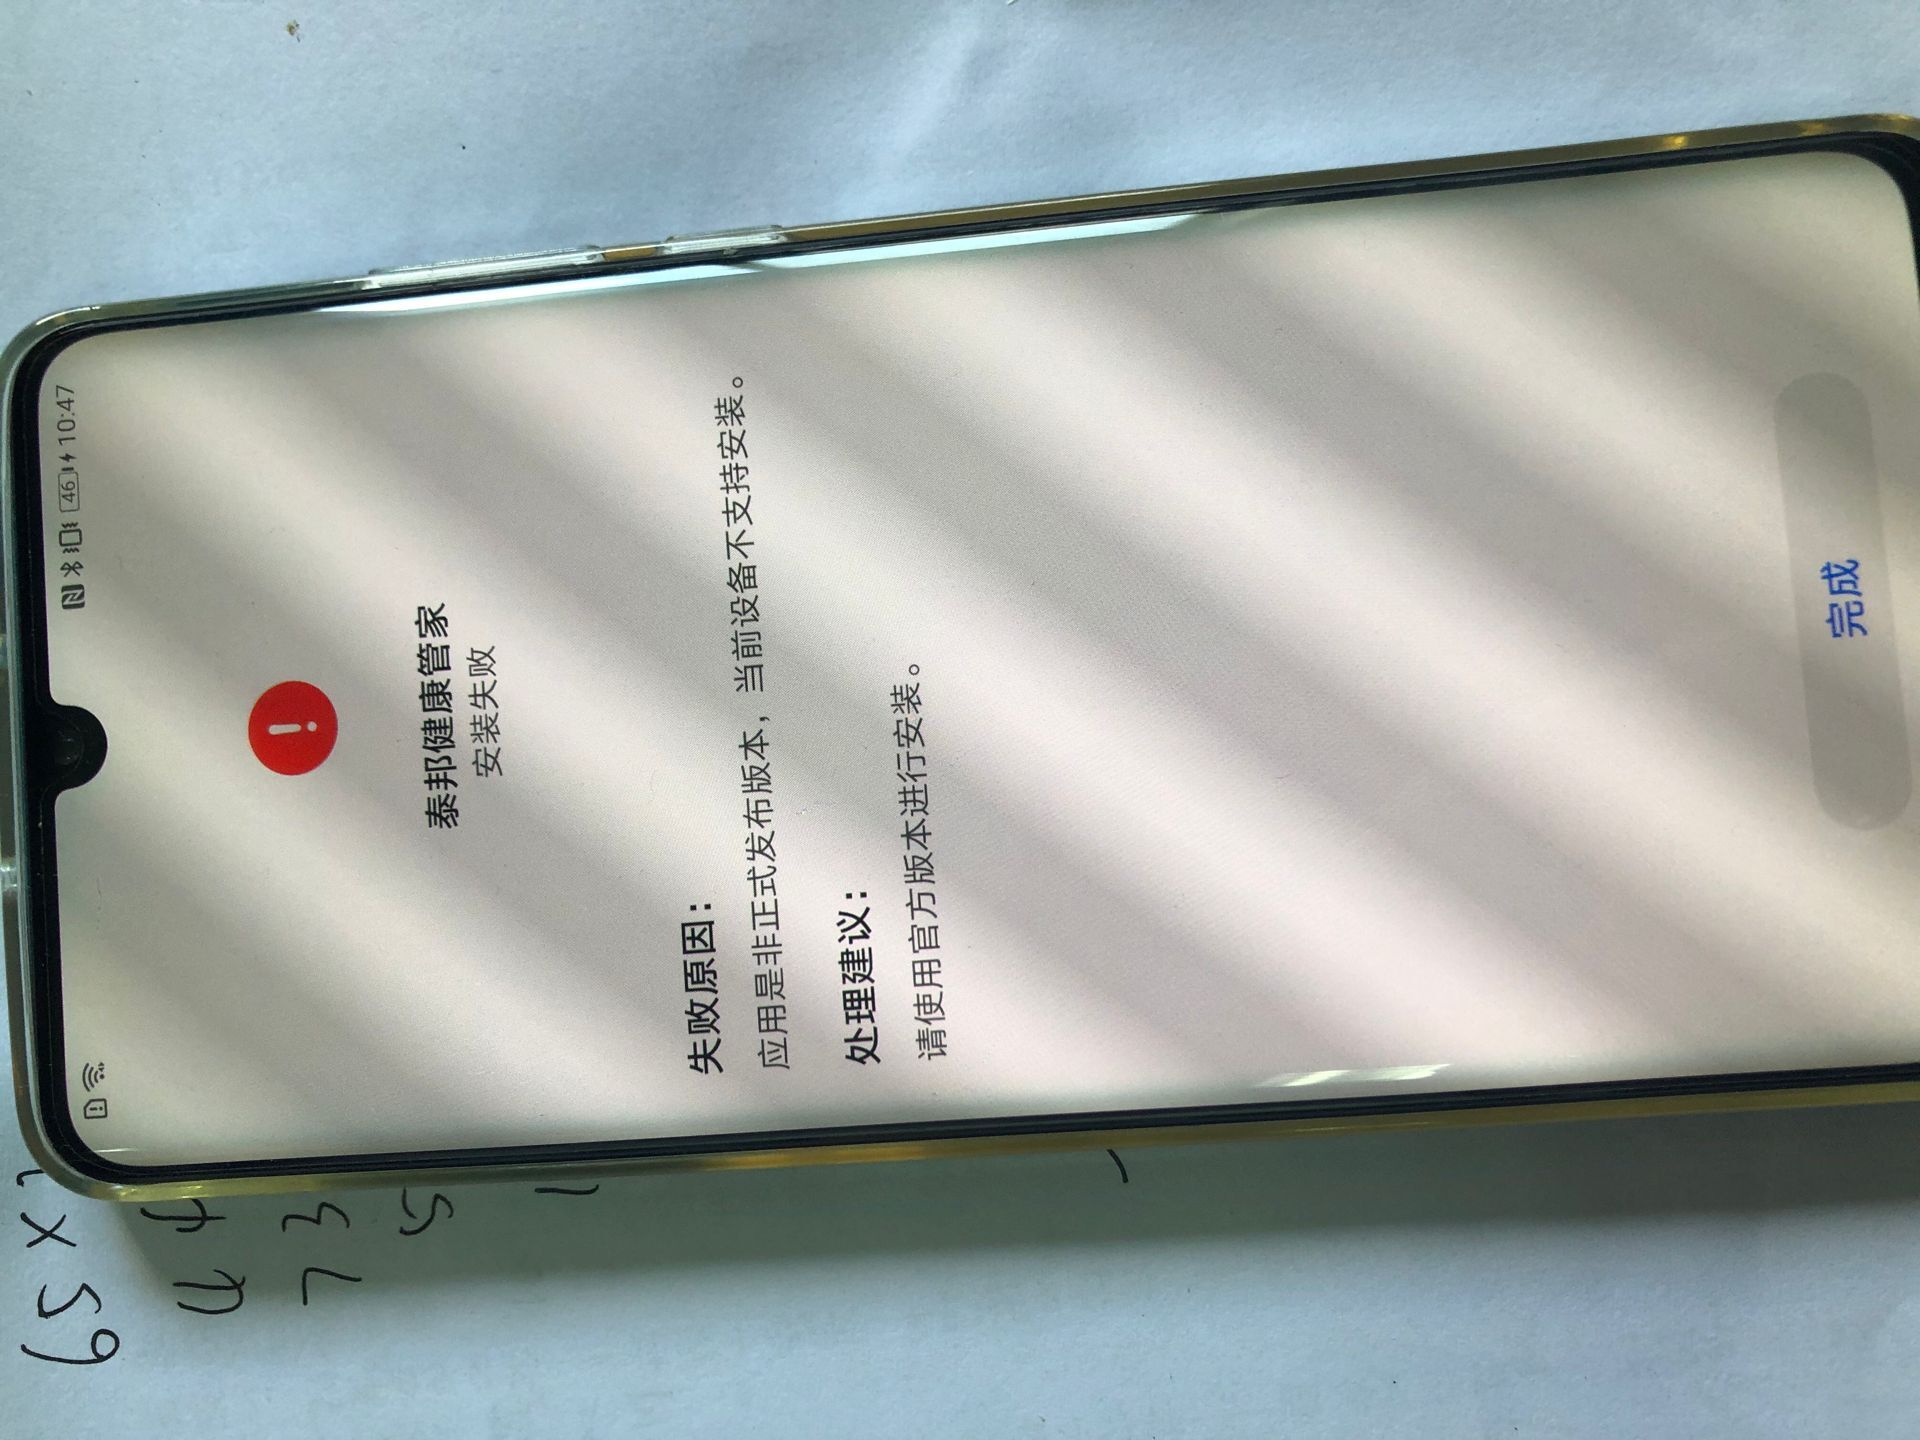 65×
44
73
5
1
46 10:47
泰邦健康管家
安装失败
失败原因：
应用是非正式发布版本，当前设备不支持安装。
处理建议：
请使用官方版本进行安装。
完成